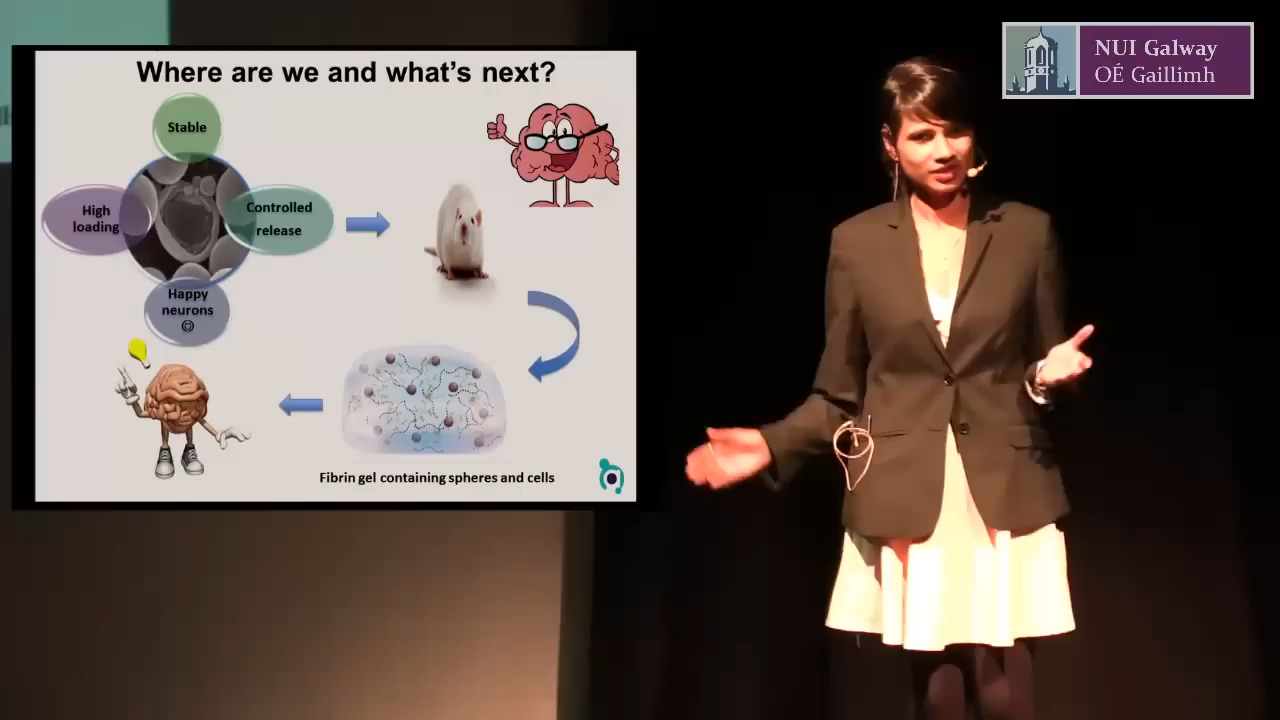 Where are we and what's next?
Stable
High
loading
Controlled
release
Happy
neurons
☺
Fibrin gel containing spheres and cells
NUI Galway
OÉ Gaillimh